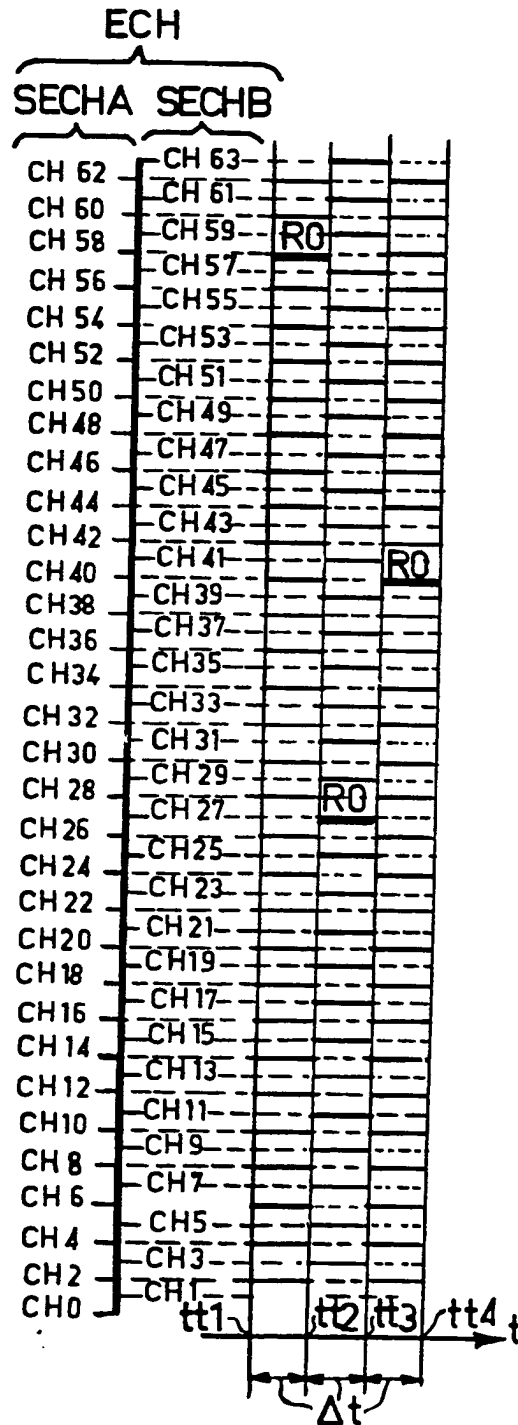 ECH
SECHA SECHB
CH 63
CH 62
CH 61
CH 60
CH 59 RO
CH 58
CH 57
CH 56
CH 55
CH 54
CH 53
CH 52
CH 51
CH 50
CH 49
CH 48
CH 47
CH 46
CH 45
CH 44
CH 43
CH 42
CH 41 RO
CH 40
CH 39
CH 38
CH 37
CH 36
CH 35
CH 34
CH 33
CH 32
CH 31
CH 30
CH 29
CH 28 RO
CH 27
CH 26
CH 25
CH 24
CH 23
CH 22
CH 21
CH 20
CH 19
CH 18
CH 17
CH 16
CH 15
CH 14
CH 13
CH 12
CH 11
CH 10
CH 9
CH 8
CH 7
CH 6
CH 5
CH 4
CH 3
CH 2
CH 1
CH0
tt1 tt2 tt3 tt4 t
Δt